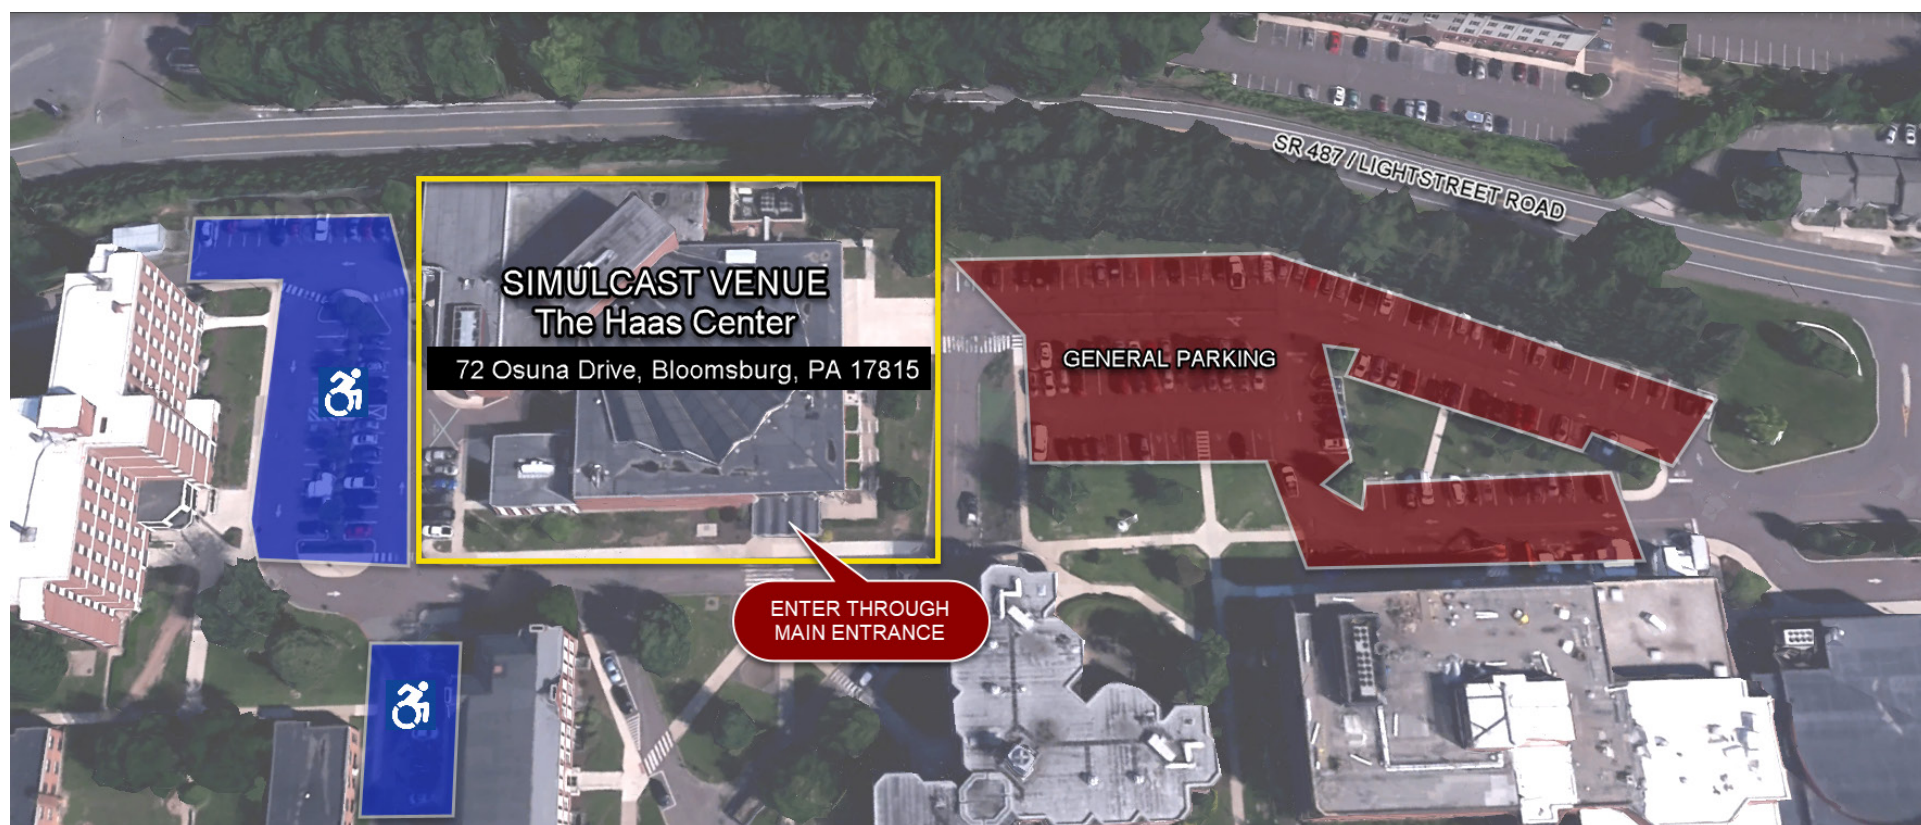 SR 487 / LIGHTSTREET ROAD
SIMULCAST VENUE
The Haas Center
72 Osuna Drive, Bloomsburg, PA 17815
GENERAL PARKING
ENTER THROUGH
MAIN ENTRANCE